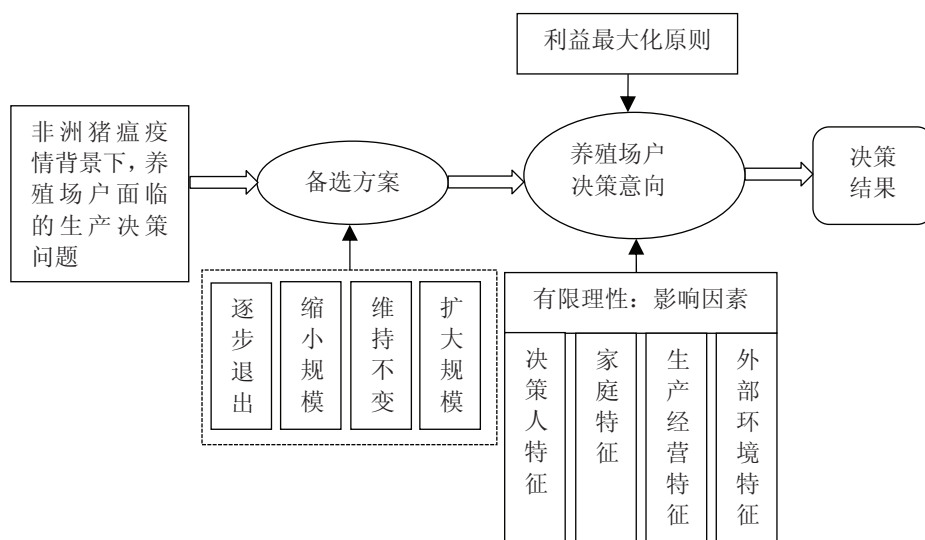 利益最大化原则
非洲猪瘟疫
情背景下，养
殖场户面临
的生产决策
问题
备选方案
养殖场户
决策意向
决策
结果
逐步退出
缩小规模
维持不变
扩大规模
有限理性：影响因素
决策人特征
家庭特征
生产经营特征
外部环境特征